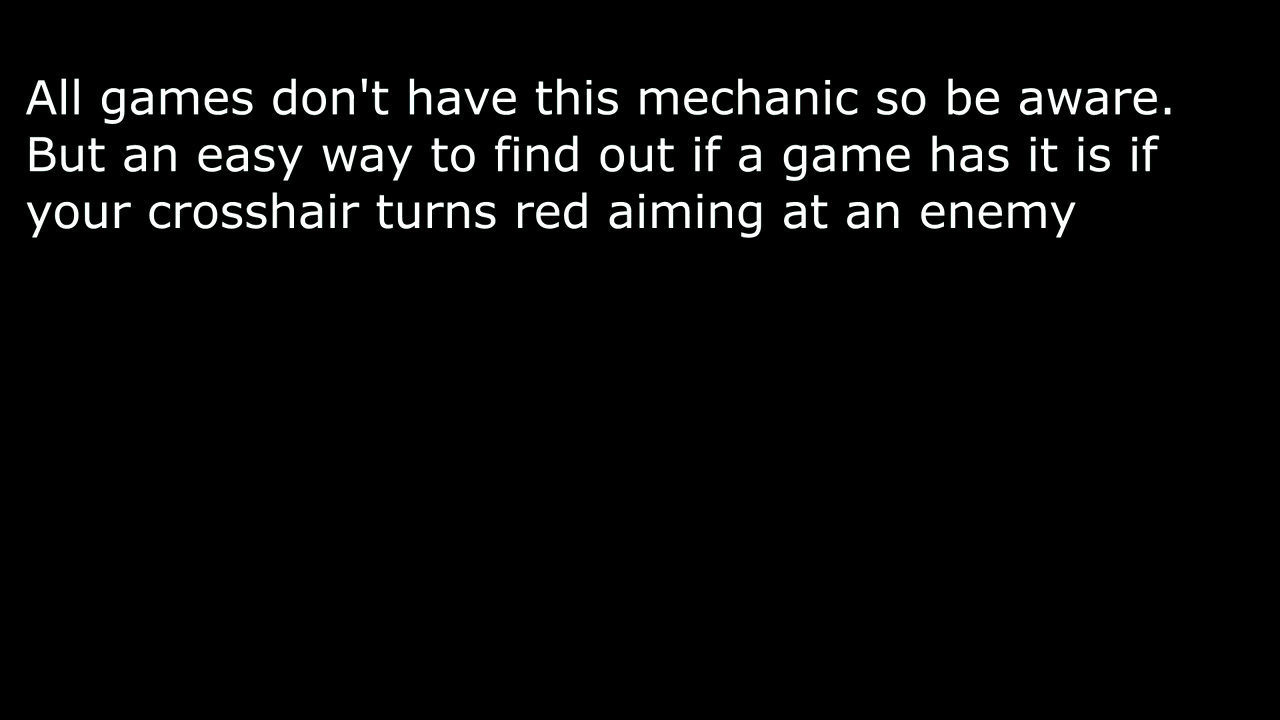 All games don't have this mechanic so be aware.
But an easy way to find out if a game has it is if
your crosshair turns red aiming at an enemy